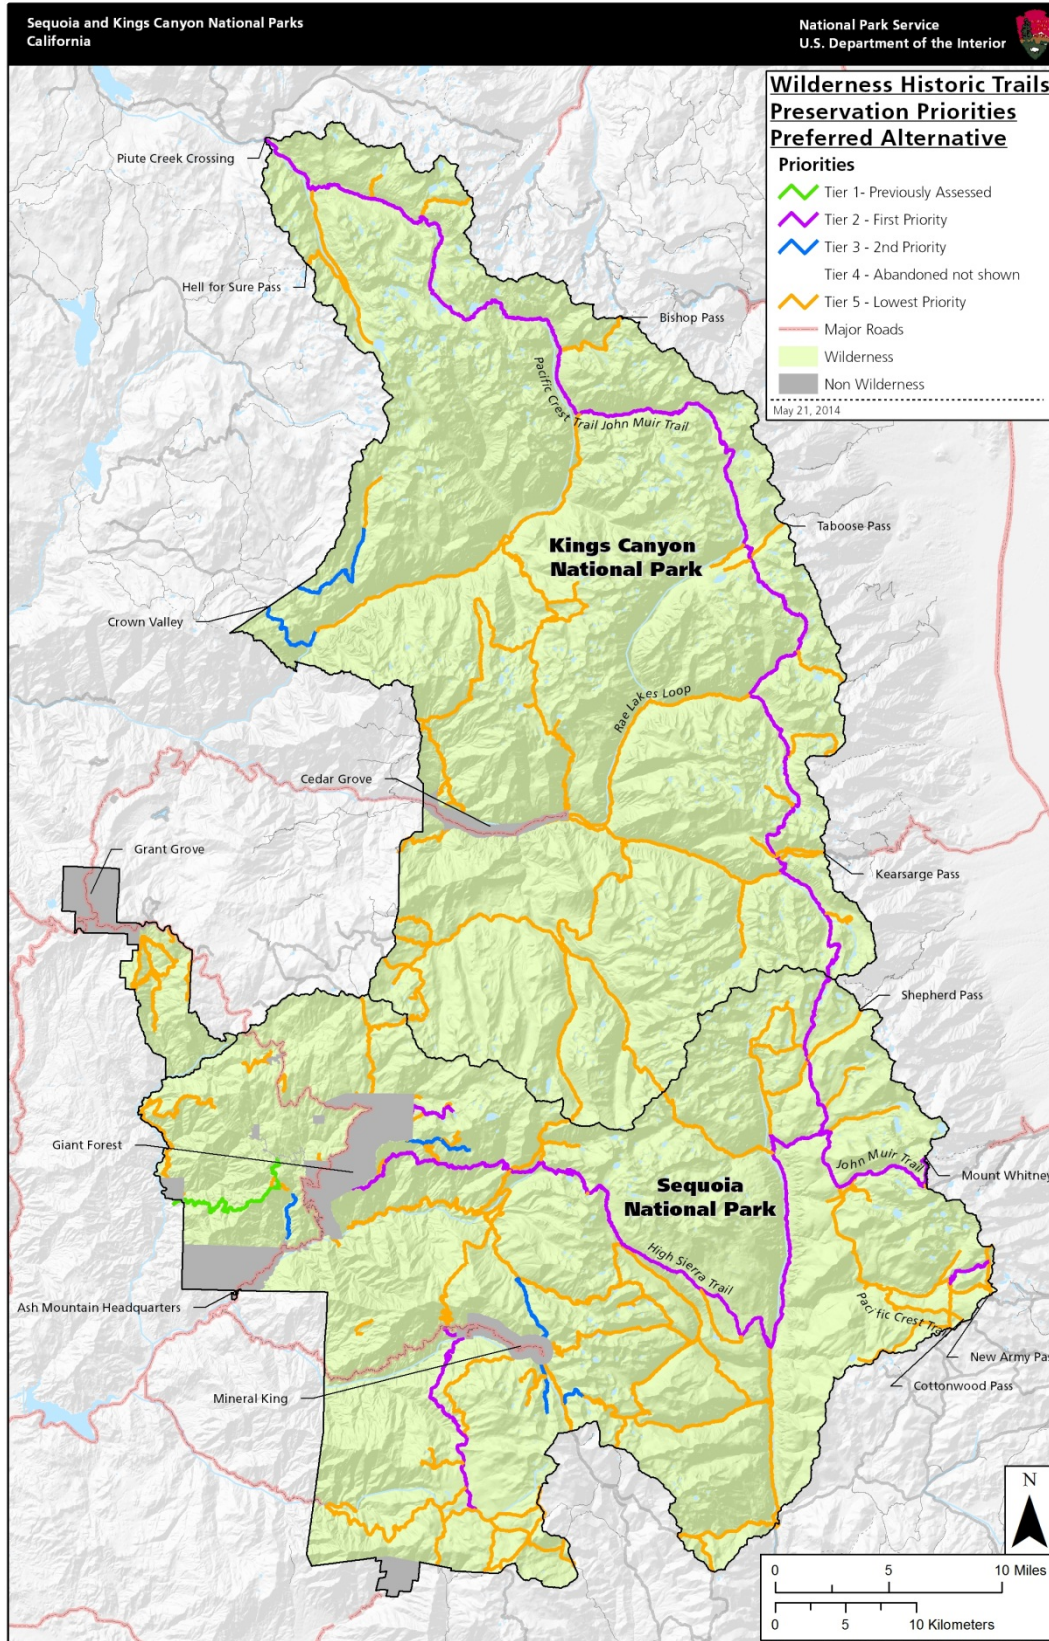 Sequoia and Kings Canyon National Parks
California
National Park Service
U.S. Department of the Interior
Wilderness Historic Trails
Preservation Priorities
Preferred Alternative
Priorities
Tier 1- Previously Assessed
Tier 2 - First Priority
Tier 3 - 2nd Priority
Tier 4 - Abandoned not shown
Tier 5 - Lowest Priority
Major Roads
Wilderness
Non Wilderness
May 21, 2014
Piute Creek Crossing
Hell for Sure Pass
Bishop Pass
Pacific Crest Trail John Muir Trail
Taboose Pass
Kings Canyon
National Park
Crown Valley
Rae Lakes Loop
Cedar Grove
Grant Grove
Kearsarge Pass
Shepherd Pass
Giant Forest
John Muir Trail
Mount Whitney
Sequoia
National Park
High Sierra Trail
Ash Mountain Headquarters
Pacific Crest Trail
New Army Pas
Cottonwood Pass
Mineral King
N
0 5 10 Miles
0 5 10 Kilometers